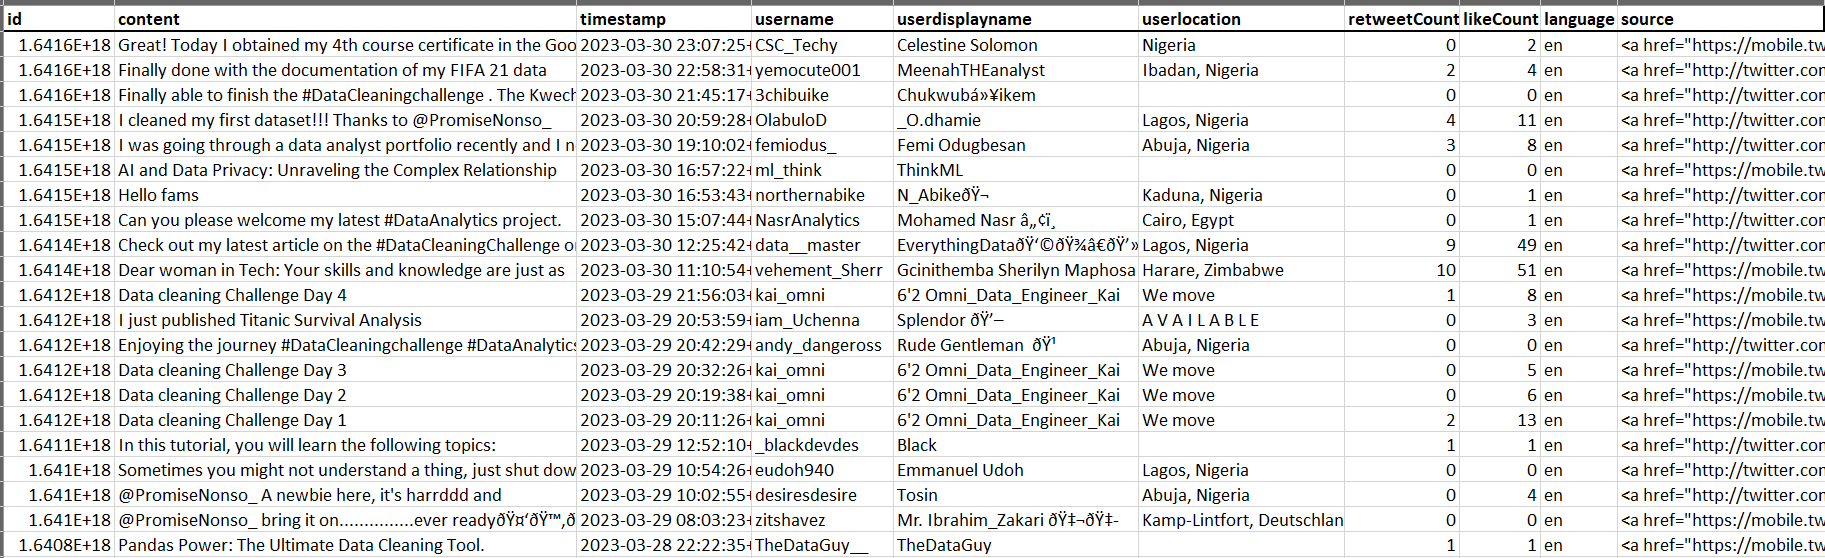 id content timestamp username userdisplayname userlocation retweetCount likeCount language source
1.6416E+18 Great! Today I obtained my 4th course certificate in the Goo 2023-03-30 23:07:25+ CSC_Techy Celestine Solomon Nigeria 0 2 en <a href="https://mobile.tw
1.6416E+18 Finally done with the documentation of my FIFA 21 data 2023-03-30 22:58:31+ yemocute001 MeenahTHEanalyst Ibadan, Nigeria 2 4 en <a href="http://twitter.con
1.6416E+18 Finally able to finish the #DataCleaningchallenge . The Kwech 2023-03-30 21:45:17+ 3chibuike Chukwubá»¥ikem 0 0 en <a href="http://twitter.con
1.6415E+18 I cleaned my first dataset!!! Thanks to @PromiseNonso_ 2023-03-30 20:59:28+ OlabuloD _O.dhamie Lagos, Nigeria 4 11 en <a href="http://twitter.con
1.6415E+18 I was going through a data analyst portfolio recently and I n 2023-03-30 19:10:02+ femiodus_ Femi Odugbesan Abuja, Nigeria 3 8 en <a href="http://twitter.con
1.6415E+18 AI and Data Privacy: Unraveling the Complex Relationship 2023-03-30 16:57:22+ ml_think ThinkML 0 0 en <a href="https://mobile.tw
1.6415E+18 Hello fams 2023-03-30 16:53:43+ northernabike N_AbikeðŸ¬ Kaduna, Nigeria 0 1 en <a href="http://twitter.con
1.6415E+18 Can you please welcome my latest #DataAnalytics project. 2023-03-30 15:07:44+ NasrAnalytics Mohamed Nasr â„¢ï¸ Cairo, Egypt 0 1 en <a href="https://mobile.tw
1.6414E+18 Check out my latest article on the #DataCleaningChallenge o 2023-03-30 12:25:42+ data__master EverythingDataðŸ‘©ðŸ¾â€ðŸ’» Lagos, Nigeria 9 49 en <a href="http://twitter.con
1.6414E+18 Dear woman in Tech: Your skills and knowledge are just as 2023-03-30 11:10:54+ vehement_Sherr Gcinithemba Sherilyn Maphosa Harare, Zimbabwe 10 51 en <a href="https://mobile.tw
1.6412E+18 Data cleaning Challenge Day 4 2023-03-29 21:56:03+ kai_omni 6'2 Omni_Data_Engineer_Kai We move 1 8 en <a href="https://mobile.tw
1.6412E+18 I just published Titanic Survival Analysis 2023-03-29 20:53:59+ iam_Uchenna Splendor ðŸ’– A V A I L A B L E 0 3 en <a href="https://mobile.tw
1.6412E+18 Enjoying the journey #DataCleaningchallenge #DataAnalytics 2023-03-29 20:42:29+ andy_dangeross Rude Gentleman ðŸ¹ Abuja, Nigeria 0 0 en <a href="http://twitter.con
1.6412E+18 Data cleaning Challenge Day 3 2023-03-29 20:32:26+ kai_omni 6'2 Omni_Data_Engineer_Kai We move 0 5 en <a href="https://mobile.tw
1.6412E+18 Data cleaning Challenge Day 2 2023-03-29 20:19:38+ kai_omni 6'2 Omni_Data_Engineer_Kai We move 0 6 en <a href="https://mobile.tw
1.6412E+18 Data cleaning Challenge Day 1 2023-03-29 20:11:26+ kai_omni 6'2 Omni_Data_Engineer_Kai We move 2 13 en <a href="https://mobile.tw
1.6411E+18 In this tutorial, you will learn the following topics: 2023-03-29 12:52:10+ _blackdevdes Black 1 1 en <a href="http://twitter.con
1.641E+18 Sometimes you might not understand a thing, just shut dow 2023-03-29 10:54:26+ eudoh940 Emmanuel Udoh Lagos, Nigeria 0 0 en <a href="http://twitter.con
1.641E+18 @PromiseNonso_ A newbie here, it's harrddd and 2023-03-29 10:02:55+ desiresdesire Tosin Abuja, Nigeria 0 4 en <a href="http://twitter.con
1.641E+18 @PromiseNonso_ bring it on...............ever readyðŸ¤‘ðŸ™‚ð 2023-03-29 08:03:23+ zitshavez Mr. Ibrahim_Zakari ðŸ‡¬ðŸ‡ Kamp-Lintfort, Deutschlan 0 0 en <a href="http://twitter.con
1.6408E+18 Pandas Power: The Ultimate Data Cleaning Tool. 2023-03-28 22:22:35+ TheDataGuy__ TheDataGuy 1 1 en <a href="https://mobile.tw